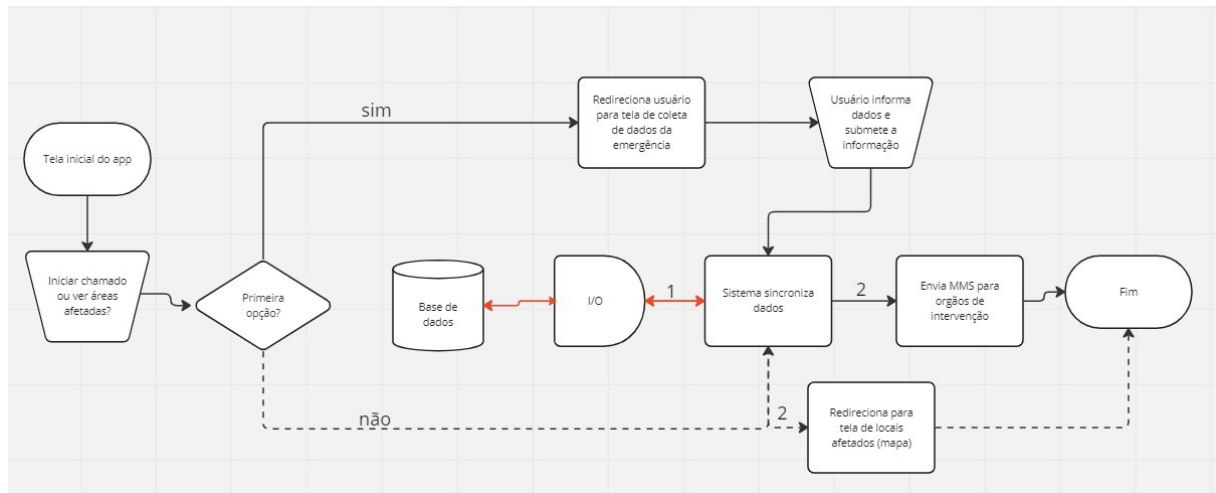 sim
Redireciona usuário
para tela de coleta
de dados da
emergência
Usuário informa
dados e
submete a
informação
Tela inicial do app
Iniciar chamado
ou ver áreas
afetadas?
Primeira
opção?
Base de
dados
I/O
1
Sistema sincroniza
dados
2
Envia MMS para
orgãos de
intervenção
Fim
não
2
Redireciona para
tela de locais
afetados (mapa)